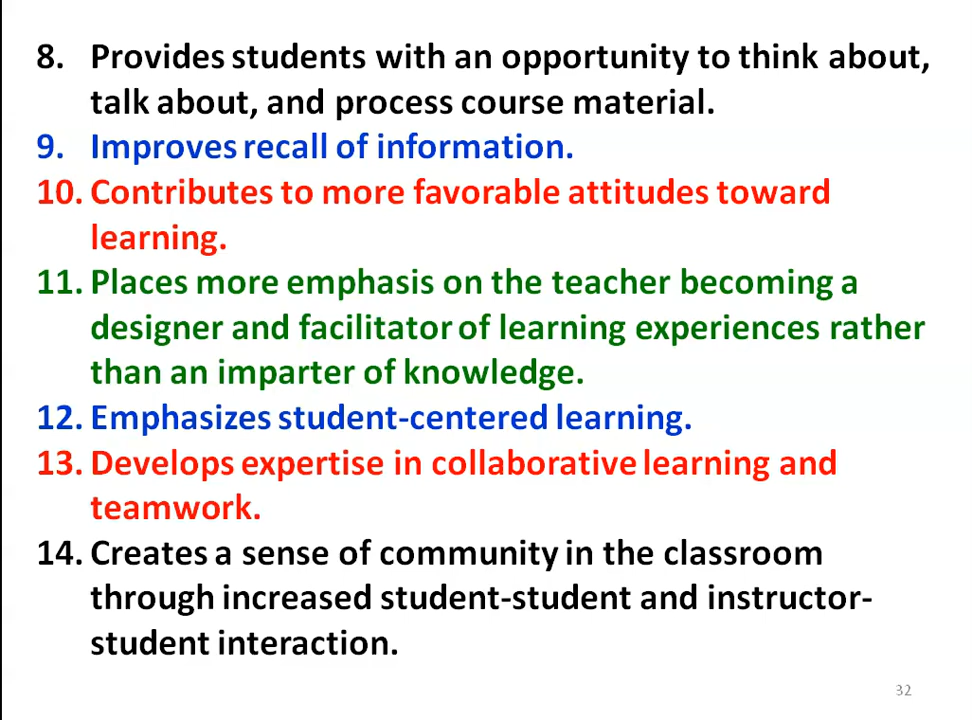 8. Provides students with an opportunity to think about,
talk about, and process course material.
9. Improves recall of information.
10. Contributes to more favorable attitudes toward
learning.
11. Places more emphasis on the teacher becoming a
designer and facilitator of learning experiences rather
than an imparter of knowledge.
12. Emphasizes student-centered learning.
13. Develops expertise in collaborative learning and
teamwork.
14. Creates a sense of community in the classroom
through increased student-student and instructor-
student interaction.
32